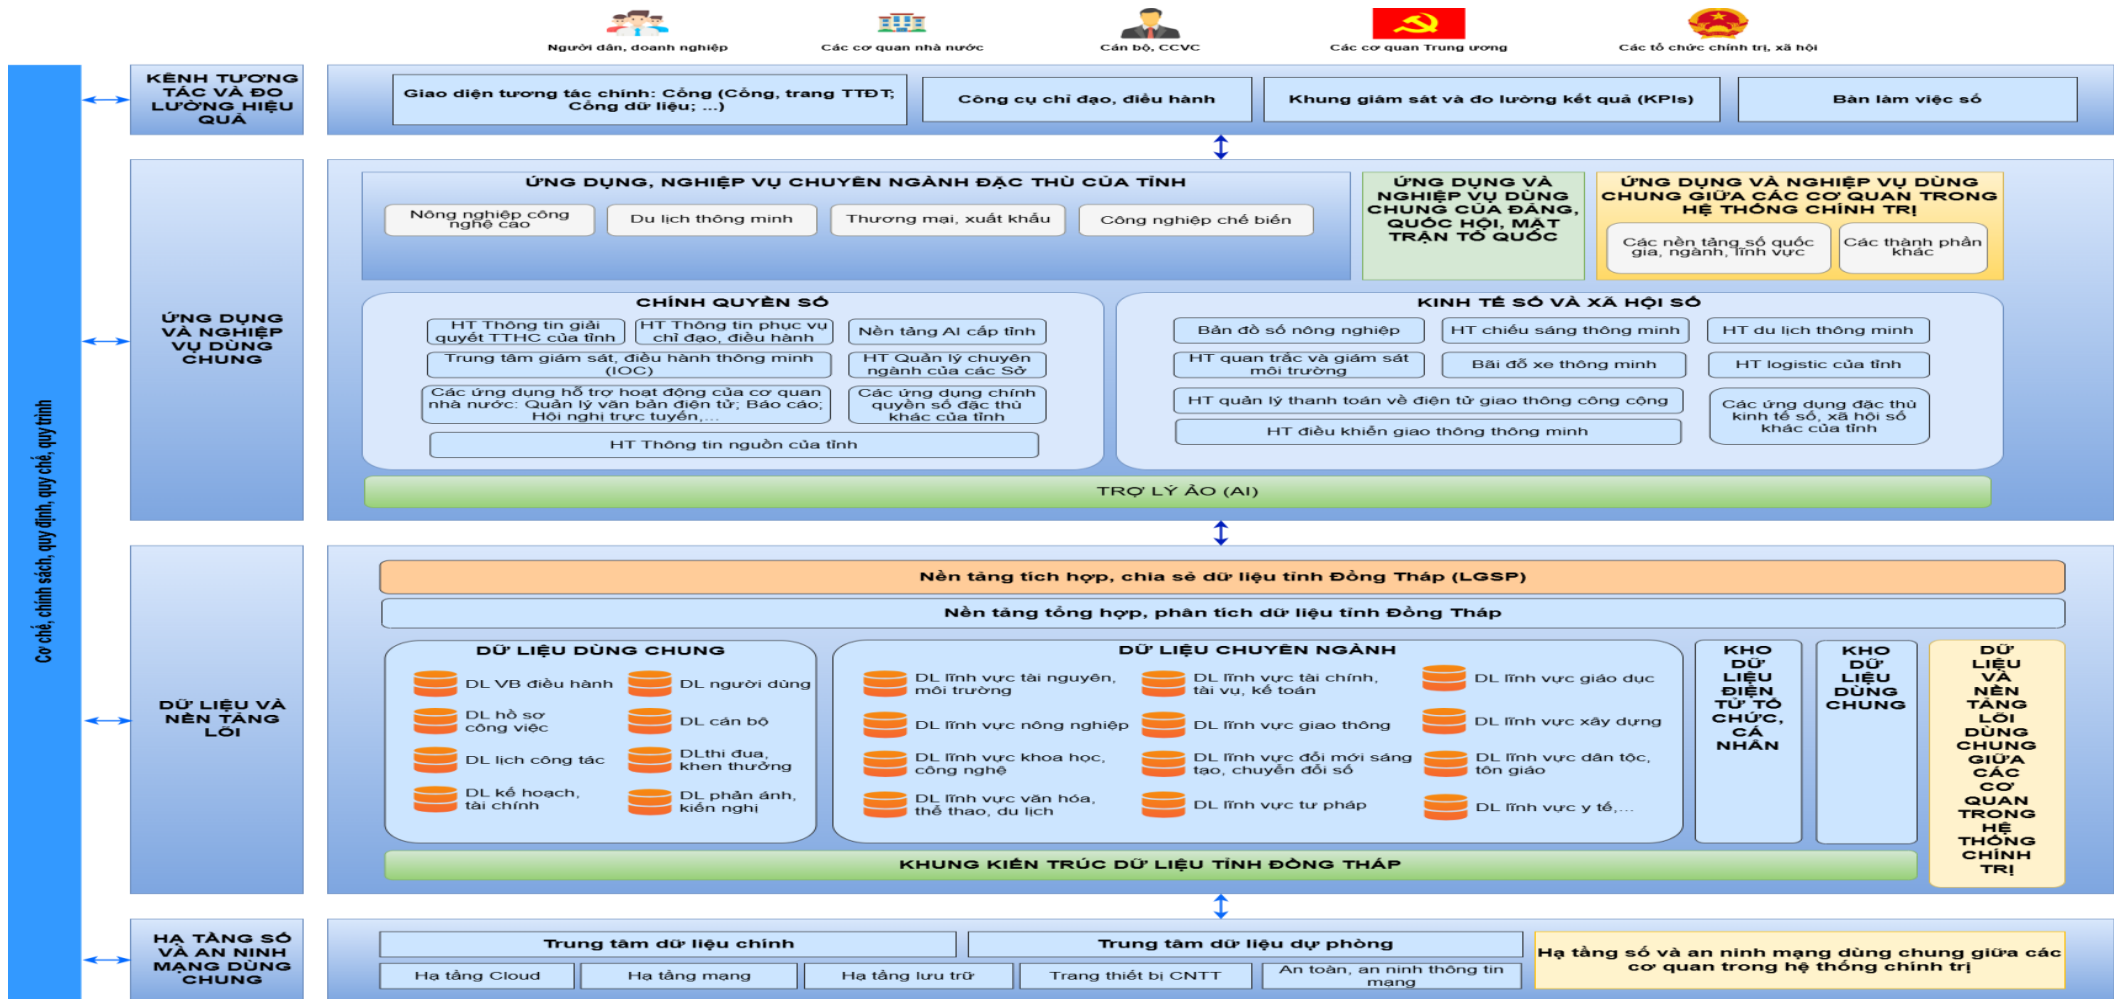 Người dân, doanh nghiệp
Các cơ quan nhà nước
Cán bộ, CCVC
Các cơ quan Trung ương
Các tổ chức chính trị, xã hội
Cơ chế, chính sách, quy định, quy chế, quy trình
KÊNH TƯƠNG
TÁC VÀ ĐO
LƯỜNG HIỆU
QUẢ
Giao diện tương tác chính: Cổng (Cổng, trang TTĐT;
Cổng dữ liệu; ...)
Công cụ chỉ đạo, điều hành
Khung giám sát và đo lường kết quả (KPIs)
Bàn làm việc số
ỨNG DỤNG
VÀ NGHIỆP
VỤ DÙNG
CHUNG
ỨNG DỤNG, NGHIỆP VỤ CHUYÊN NGÀNH ĐẶC THÙ CỦA TỈNH
Nông nghiệp công
nghệ cao
Du lịch thông minh
Thương mại, xuất khẩu
Công nghiệp chế biến
ỨNG DỤNG VÀ
NGHIỆP VỤ DÙNG
CHUNG CỦA ĐẢNG,
QUỐC HỘI, MẶT
TRẬN TỔ QUỐC
ỨNG DỤNG VÀ NGHIỆP VỤ DÙNG
CHUNG GIỮA CÁC CƠ QUAN TRONG
HỆ THỐNG CHÍNH TRỊ
Các nền tảng số quốc
gia, ngành, lĩnh vực
Các thành phần
khác
CHÍNH QUYỀN SỐ
HT Thông tin giải
quyết TTHC của tỉnh
HT Thông tin phục vụ
chỉ đạo, điều hành
Nền tảng AI cấp tỉnh
Trung tâm giám sát, điều hành thông minh
(IOC)
HT Quản lý chuyên
ngành của các Sở
Các ứng dụng hỗ trợ hoạt động của cơ quan
nhà nước: Quản lý văn bản điện tử; Báo cáo;
Hội nghị trực tuyến,...
Các ứng dụng chính
quyền số đặc thù
khác của tỉnh
HT Thông tin nguồn của tỉnh
KINH TẾ SỐ VÀ XÃ HỘI SỐ
Bản đồ số nông nghiệp
HT chiếu sáng thông minh
HT du lịch thông minh
HT quan trắc và giám sát
môi trường
Bãi đỗ xe thông minh
HT logistic của tỉnh
HT quản lý thanh toán về điện tử giao thông công cộng
HT điều khiển giao thông thông minh
Các ứng dụng đặc thù
kinh tế số, xã hội số
khác của tỉnh
TRỢ LÝ ẢO (AI)
DỮ LIỆU VÀ
NỀN TẢNG
LÕI
Nền tảng tích hợp, chia sẻ dữ liệu tỉnh Đồng Tháp (LGSP)
Nền tảng tổng hợp, phân tích dữ liệu tỉnh Đồng Tháp
DỮ LIỆU DÙNG CHUNG
DL VB điều hành
DL người dùng
DL hồ sơ
công việc
DL cán bộ
DL lịch công tác
DLthi đua,
khen thưởng
DL kế hoạch,
tài chính
DL phản ánh,
kiến nghị
DỮ LIỆU CHUYÊN NGÀNH
DL lĩnh vực tài nguyên,
môi trường
DL lĩnh vực tài chính,
tài vụ, kế toán
DL lĩnh vực giáo dục
DL lĩnh vực nông nghiệp
DL lĩnh vực giao thông
DL lĩnh vực xây dựng
DL lĩnh vực khoa học,
công nghệ
DL lĩnh vực đổi mới sáng
tạo, chuyển đổi số
DL lĩnh vực dân tộc,
tôn giáo
DL lĩnh vực văn hóa,
thể thao, du lịch
DL lĩnh vực tư pháp
DL lĩnh vực y tế,...
KHO
DỮ
LIỆU
ĐIỆN
TỬ TỔ
CHỨC,
CÁ
NHÂN
KHO
DỮ
LIỆU
DÙNG
CHUNG
DỮ
LIỆU
VÀ
NỀN
TẢNG
LÕI
DÙNG
CHUNG
GIỮA
CÁC
CƠ
QUAN
TRONG
HỆ
THỐNG
CHÍNH
TRỊ
KHUNG KIẾN TRÚC DỮ LIỆU TỈNH ĐỒNG THÁP
HẠ TẦNG SỐ
VÀ AN NINH
MẠNG DÙNG
CHUNG
Trung tâm dữ liệu chính
Trung tâm dữ liệu dự phòng
Hạ tầng Cloud
Hạ tầng mạng
Hạ tầng lưu trữ
Trang thiết bị CNTT
An toàn, an ninh thông tin
mạng
Hạ tầng số và an ninh mạng dùng chung giữa các
cơ quan trong hệ thống chính trị